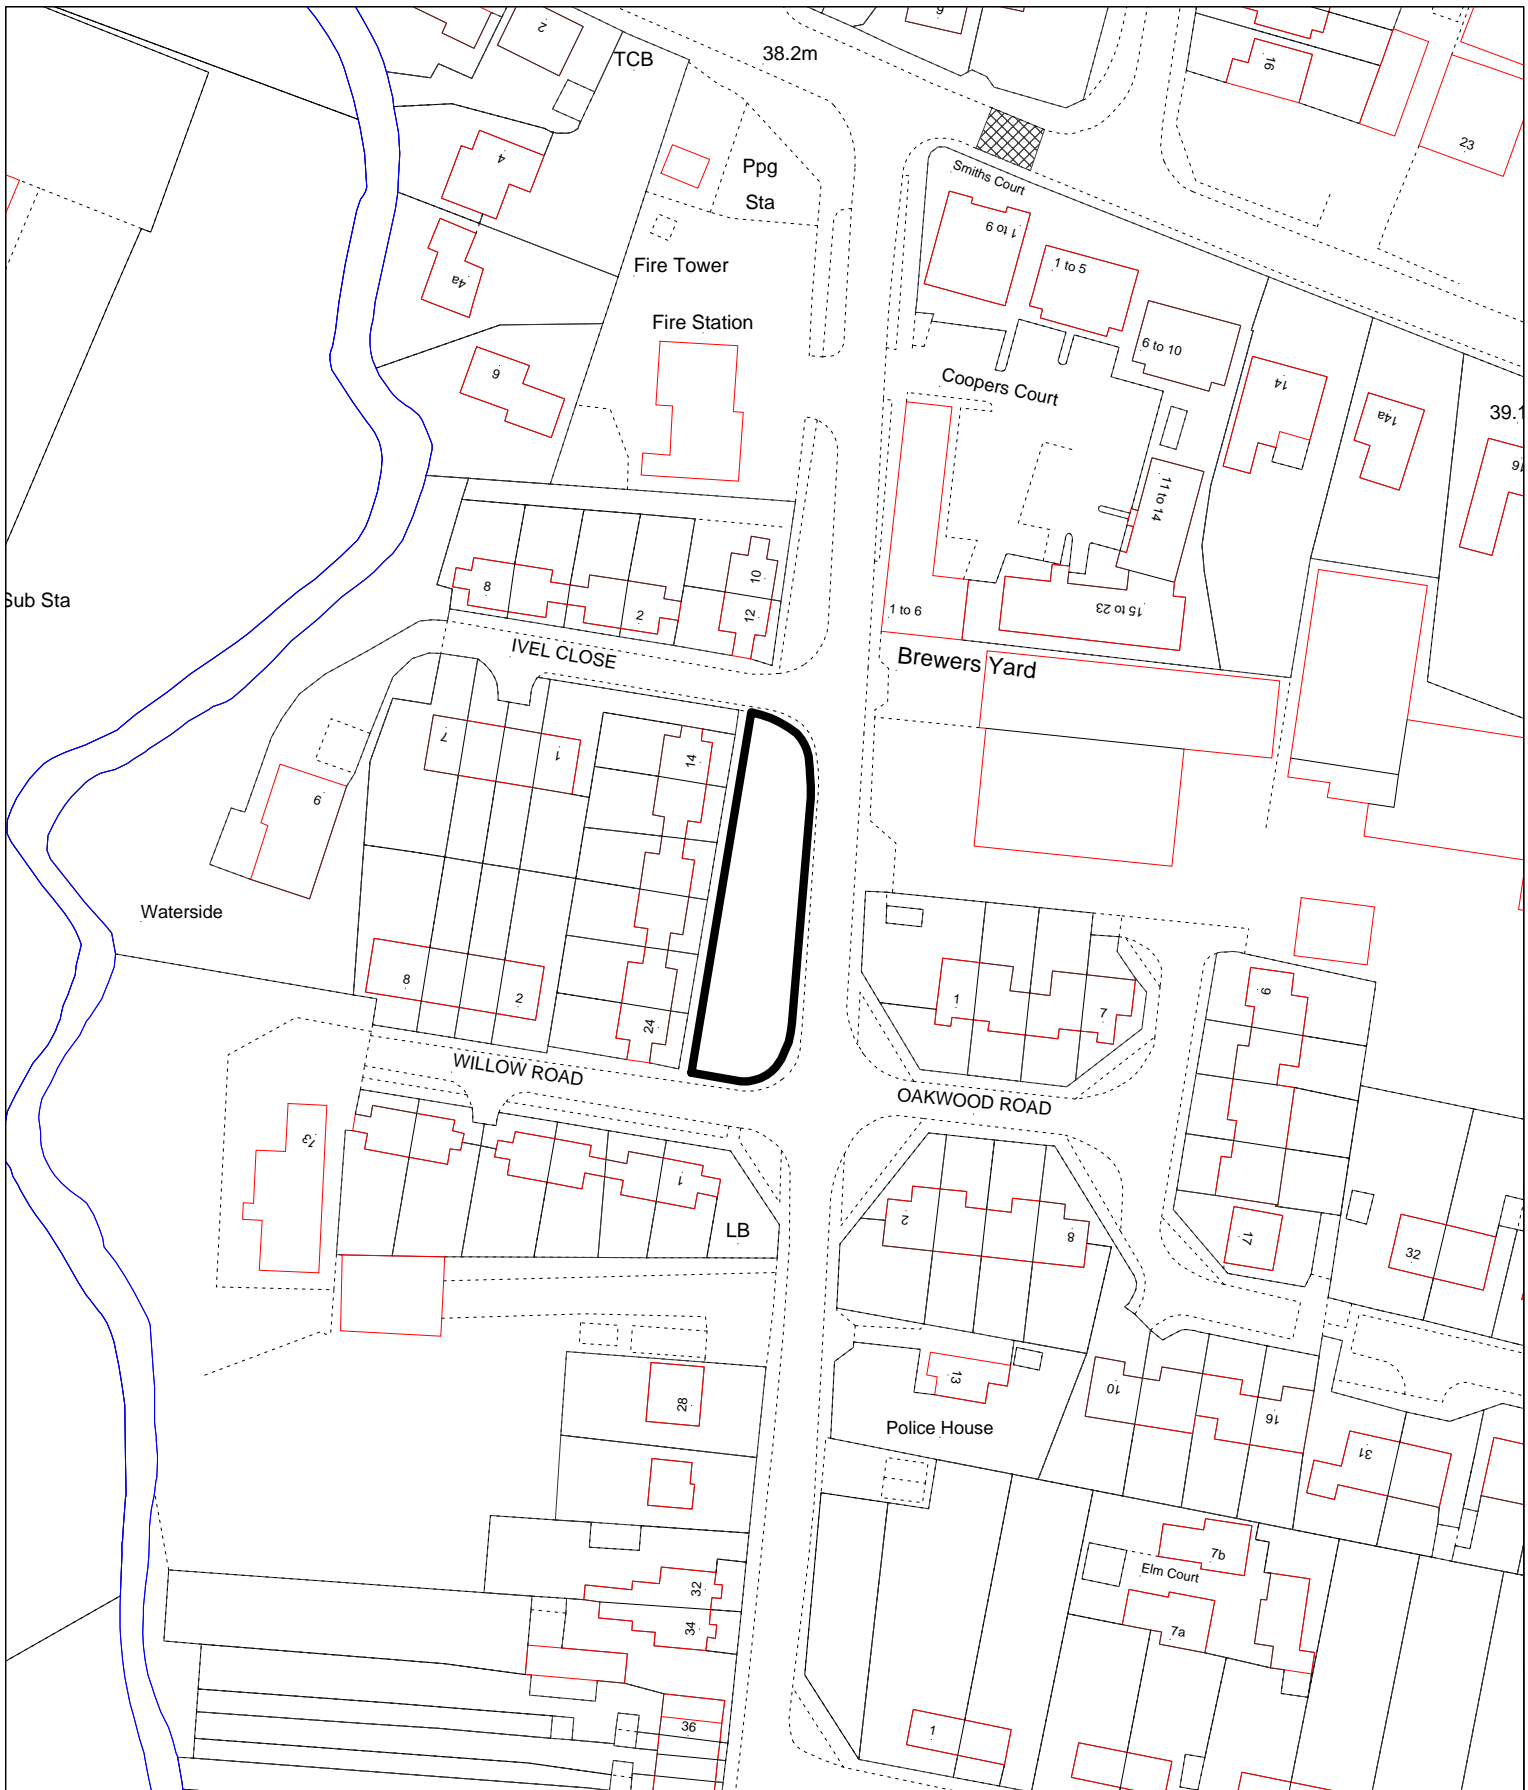 2
TCB
38.2m
6
16
23
4
Ppg
Sta
Smiths Court
1 to 9
4a
Fire Tower
1 to 5
Fire Station
6 to 10
6
Coopers Court
14
14a
39.1
16
11 to 14
8
2
10
12
Sub Sta
1 to 6
15 to 23
IVEL CLOSE
Brewers Yard
7
1
14
9
Waterside
8
2
24
1
7
9
WILLOW ROAD
OAKWOOD ROAD
73
1
LB
2
8
17
32
13
28
10
16
Police House
31
7b
Elm Court
32
34
7a
36
1